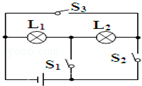 S₃
L₁ L₂
S₁ S₂